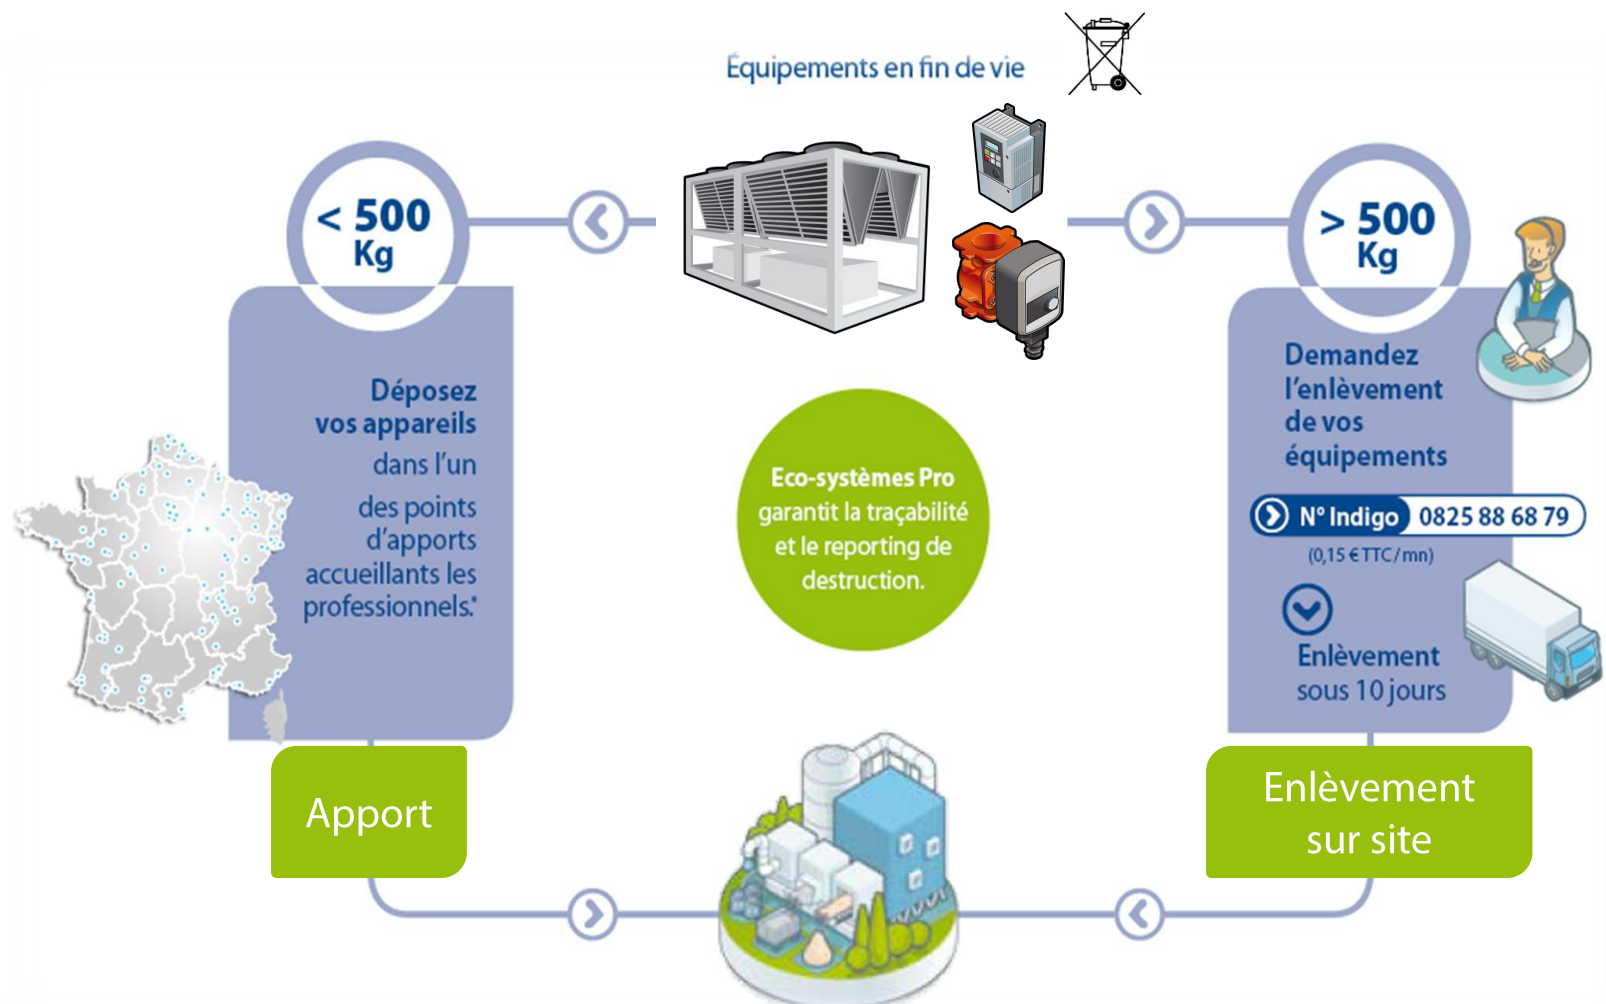 Équipements en fin de vie
< 500
Kg
Déposez
vos appareils
dans l'un
des points
d'apports
accueillants les
professionnels.*
Apport
Eco-systèmes Pro
garantit la traçabilité
et le reporting de
destruction.
> 500
Kg
Demandez
l'enlèvement
de vos
équipements
N° Indigo 0825 88 68 79
(0,15 € TTC / mn)
Enlèvement
sous 10 jours
Enlèvement
sur site